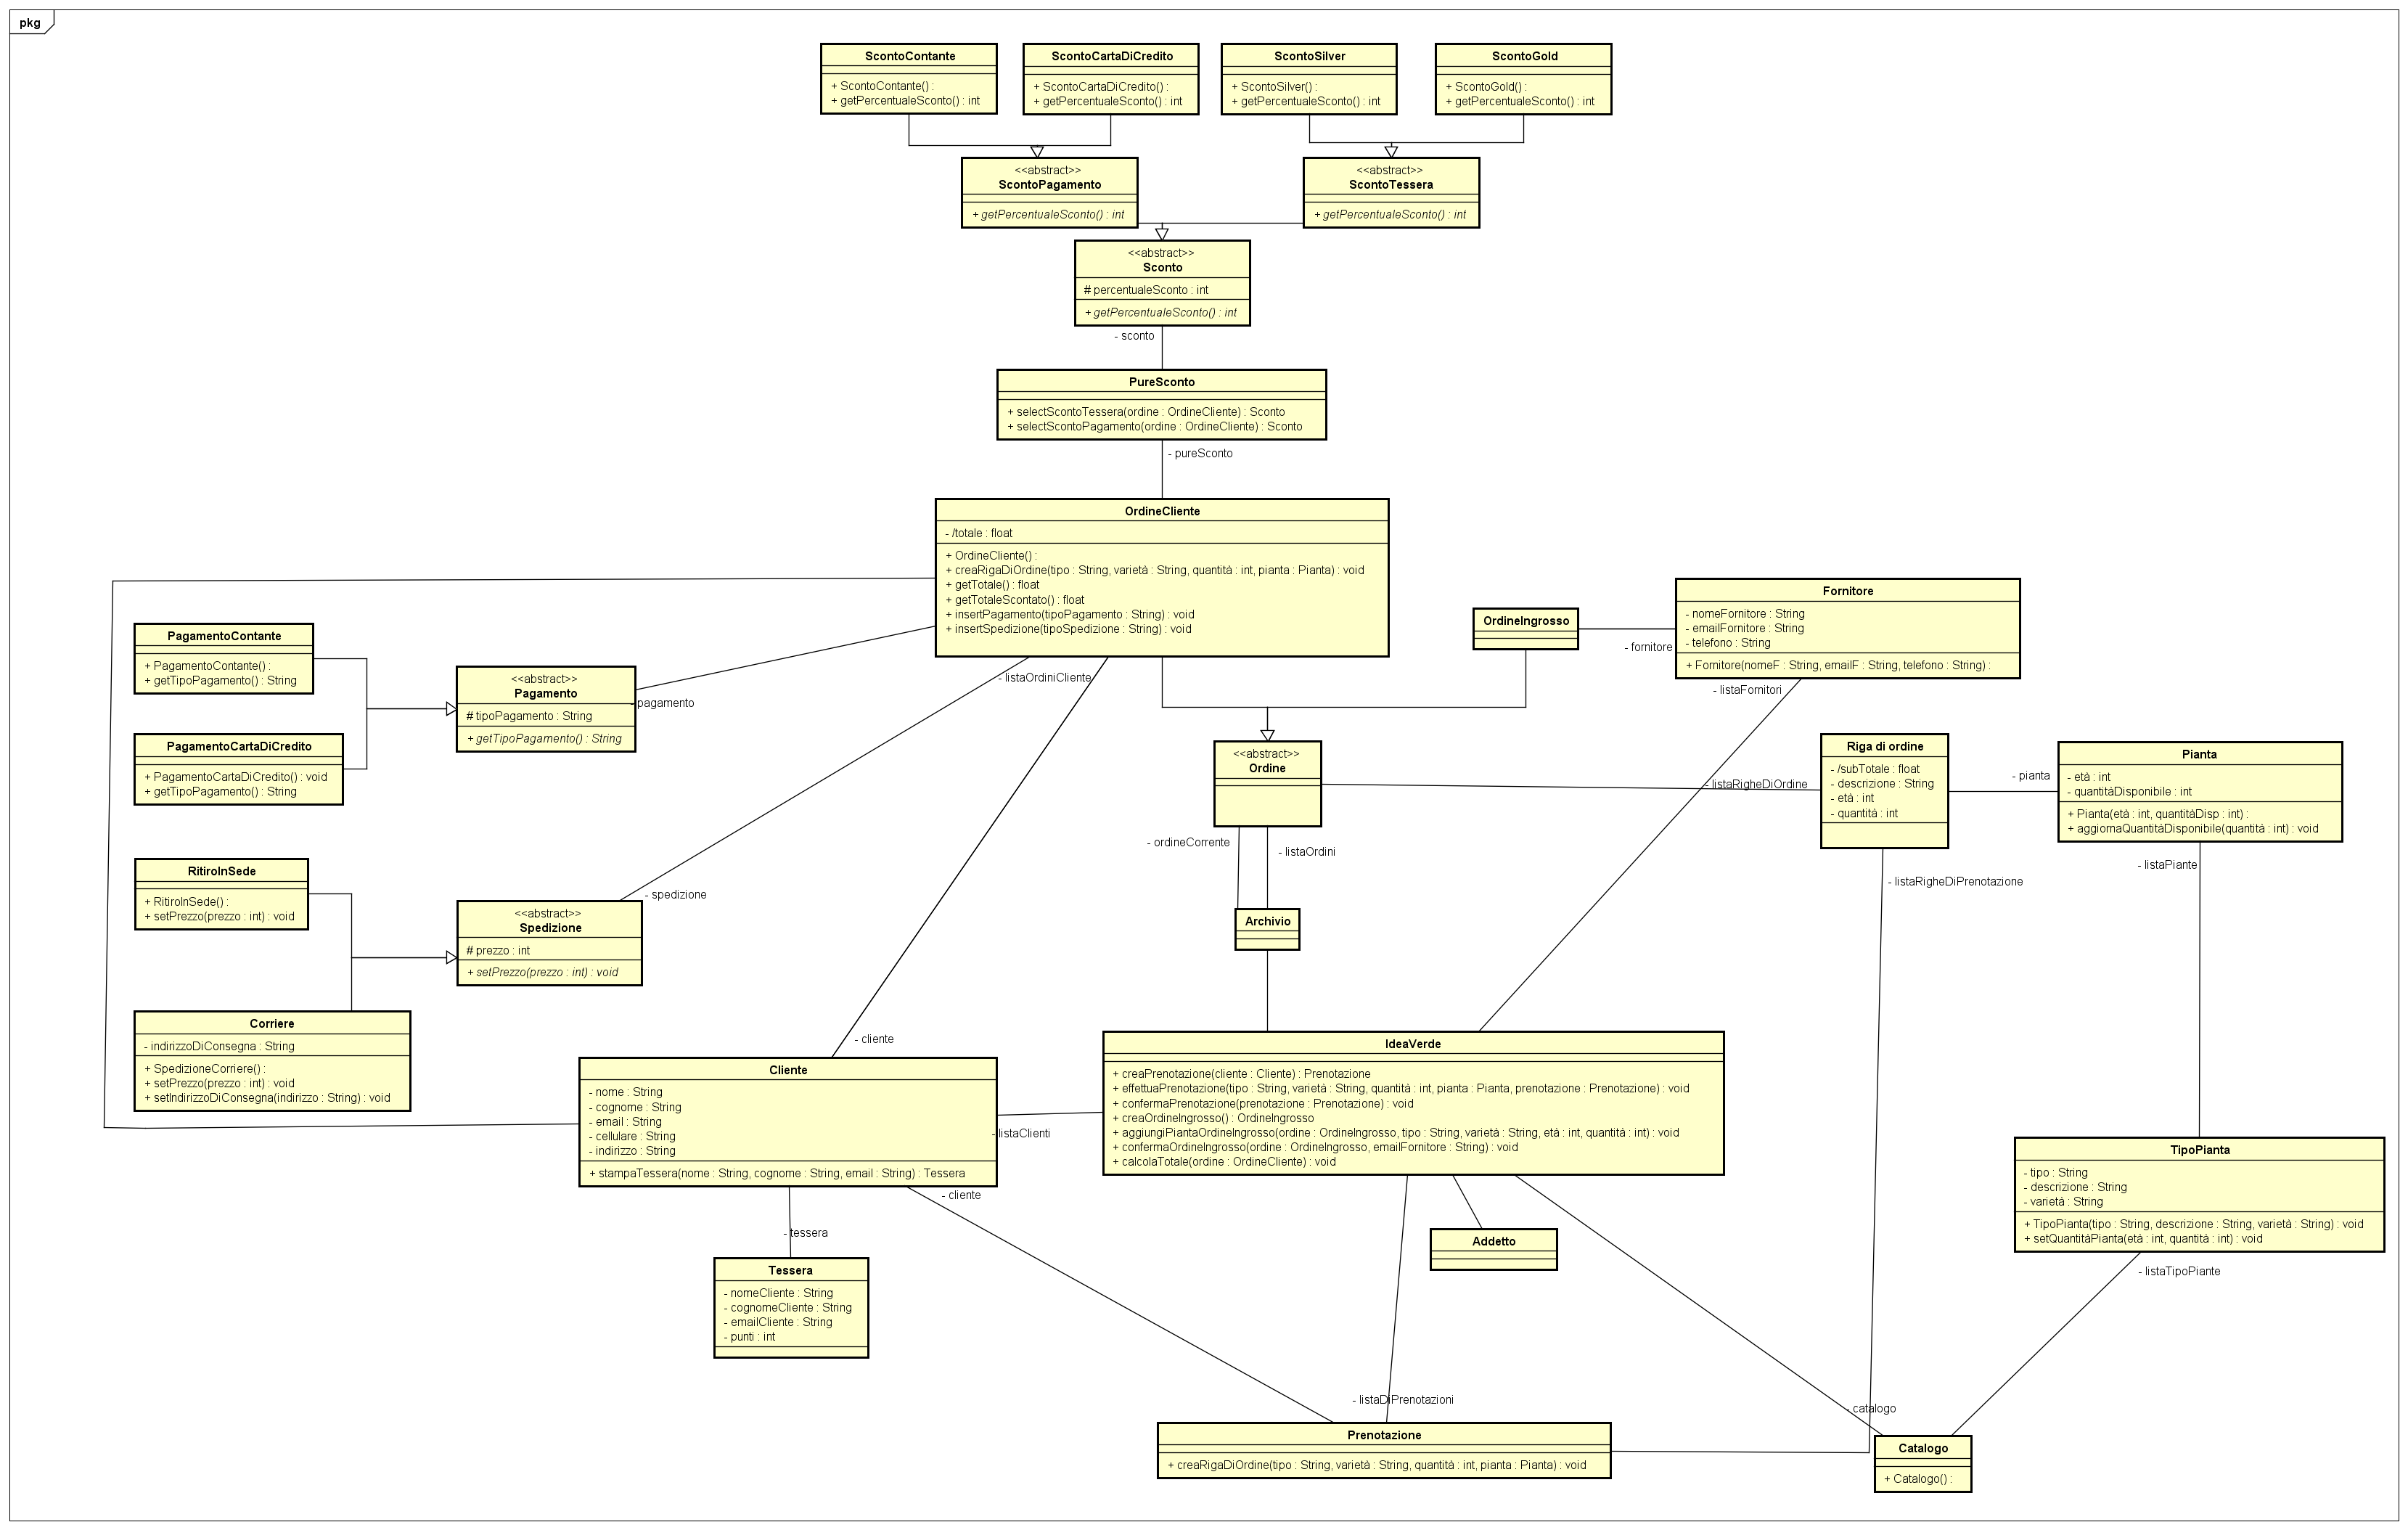 pkg
ScontoContante
+ ScontoContante() :
+ getPercentualeSconto() : int
ScontoCartaDiCredito
+ ScontoCartaDiCredito() :
+ getPercentualeSconto() : int
ScontoSilver
+ ScontoSilver() :
+ getPercentualeSconto() : int
ScontoGold
+ ScontoGold() :
+ getPercentualeSconto() : int
<<abstract>>
ScontoPagamento
+ getPercentualeSconto() : int
<<abstract>>
ScontoTessera
+ getPercentualeSconto() : int
<<abstract>>
Sconto
# percentualeSconto : int
+ getPercentualeSconto() : int
- sconto
PureSconto
+ selectScontoTessera(ordine : OrdineCliente) : Sconto
+ selectScontoPagamento(ordine : OrdineCliente) : Sconto
- pureSconto
OrdineCliente
- /totale : float
+ OrdineCliente() :
+ creaRigaDiOrdine(tipo : String, varietà : String, quantità : int, pianta : Pianta) : void
+ getTotale() : float
+ getTotaleScontato() : float
+ insertPagamento(tipoPagamento : String) : void
+ insertSpedizione(tipoSpedizione : String) : void
OrdineIngrosso
- fornitore
Fornitore
- nomeFornitore : String
- emailFornitore : String
- telefono : String
+ Fornitore(nomeF : String, emailF : String, telefono : String) :
- listaFornitori
PagamentoContante
+ PagamentoContante() :
+ getTipoPagamento() : String
<<abstract>>
Pagamento
# tipoPagamento : String
+ getTipoPagamento() : String
- pagamento
- listaOrdiniCliente
PagamentoCartaDiCredito
+ PagamentoCartaDiCredito() : void
+ getTipoPagamento() : String
<<abstract>>
Ordine
- listaRigheDiOrdine
Riga di ordine
- /subTotale : float
- descrizione : String
- età : int
- quantità : int
- pianta
Pianta
- età : int
- quantitàDisponibile : int
+ Pianta(età : int, quantitàDisp : int) :
+ aggiornaQuantitàDisponibile(quantità : int) : void
- ordineCorrente
- listaOrdini
- listaPiante
- listaRigheDiPrenotazione
RitiroInSede
+ RitiroInSede() :
+ setPrezzo(prezzo : int) : void
- spedizione
<<abstract>>
Spedizione
# prezzo : int
+ setPrezzo(prezzo : int) : void
Archivio
Corriere
- indirizzoDiConsegna : String
+ SpedizioneCorriere() :
+ setPrezzo(prezzo : int) : void
+ setIndirizzoDiConsegna(indirizzo : String) : void
- cliente
Cliente
- nome : String
- cognome : String
- email : String
- cellulare : String
- indirizzo : String
+ stampaTessera(nome : String, cognome : String, email : String) : Tessera
- listaClienti
IdeaVerde
+ creaPrenotazione(cliente : Cliente) : Prenotazione
+ effettuaPrenotazione(tipo : String, varietà : String, quantità : int, pianta : Pianta, prenotazione : Prenotazione) : void
+ confermaPrenotazione(prenotazione : Prenotazione) : void
+ creaOrdineIngrosso() : OrdineIngrosso
+ aggiungiPiantaOrdineIngrosso(ordine : OrdineIngrosso, tipo : String, varietà : String, età : int, quantità : int) : void
+ confermaOrdineIngrosso(ordine : OrdineIngrosso, emailFornitore : String) : void
+ calcolaTotale(ordine : OrdineCliente) : void
TipoPianta
- tipo : String
- descrizione : String
- varietà : String
+ TipoPianta(tipo : String, descrizione : String, varietà : String) : void
+ setQuantitàPianta(età : int, quantità : int) : void
- listaTipoPiante
- cliente
- tessera
Addetto
Tessera
- nomeCliente : String
- cognomeCliente : String
- emailCliente : String
- punti : int
- listaDiPrenotazioni
- catalogo
Prenotazione
+ creaRigaDiOrdine(tipo : String, varietà : String, quantità : int, pianta : Pianta) : void
Catalogo
+ Catalogo() :